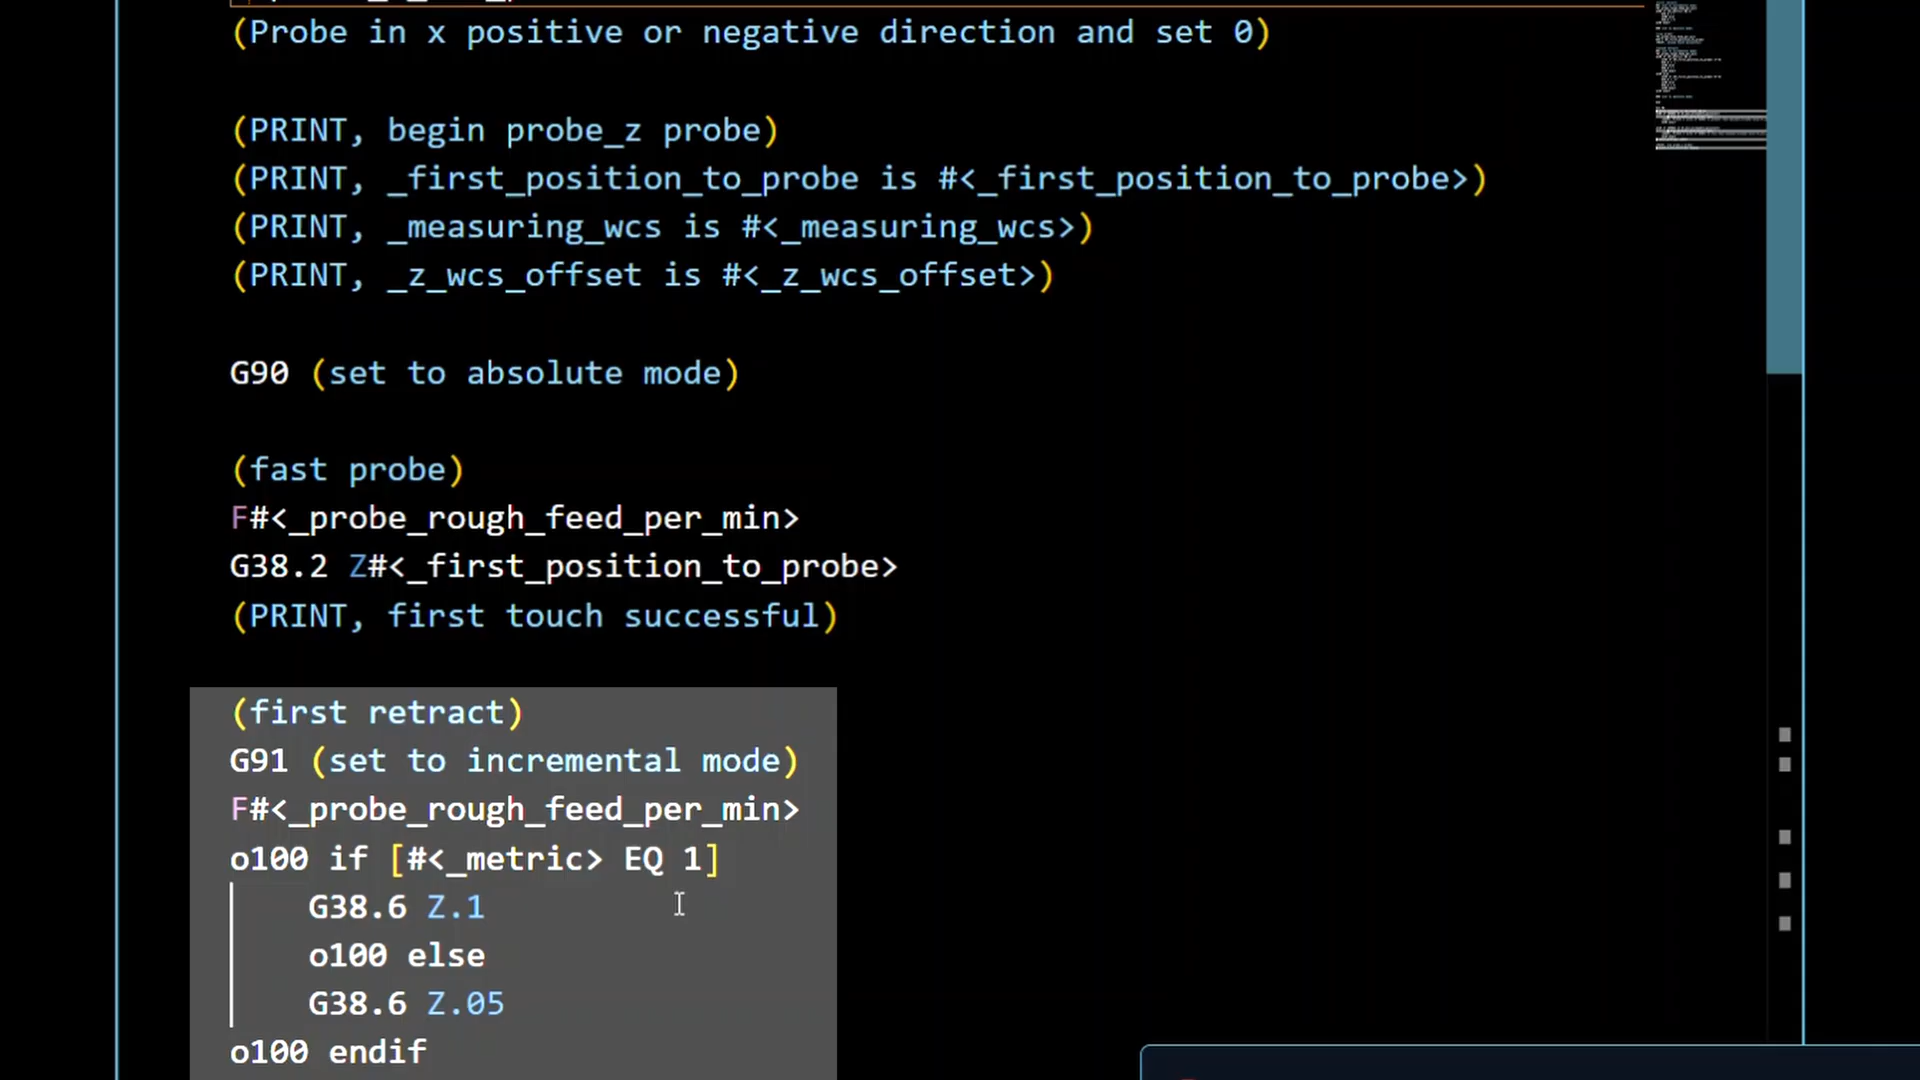 (Probe in x positive or negative direction and set 0)
(PRINT, begin probe_z probe)
(PRINT, _first_position_to_probe is #<_first_position_to_probe>)
(PRINT, _measuring_wcs is #<_measuring_wcs>)
(PRINT, _z_wcs_offset is #<_z_wcs_offset>)
G90 (set to absolute mode)
(fast probe)
F#<_probe_rough_feed_per_min>
G38.2 Z#<_first_position_to_probe>
(PRINT, first touch successful)
(first retract)
G91 (set to incremental mode)
F#<_probe_rough_feed_per_min>
o100 if [#<_metric> EQ 1]
G38.6 Z.1
o100 else
G38.6 Z.05
o100 endif